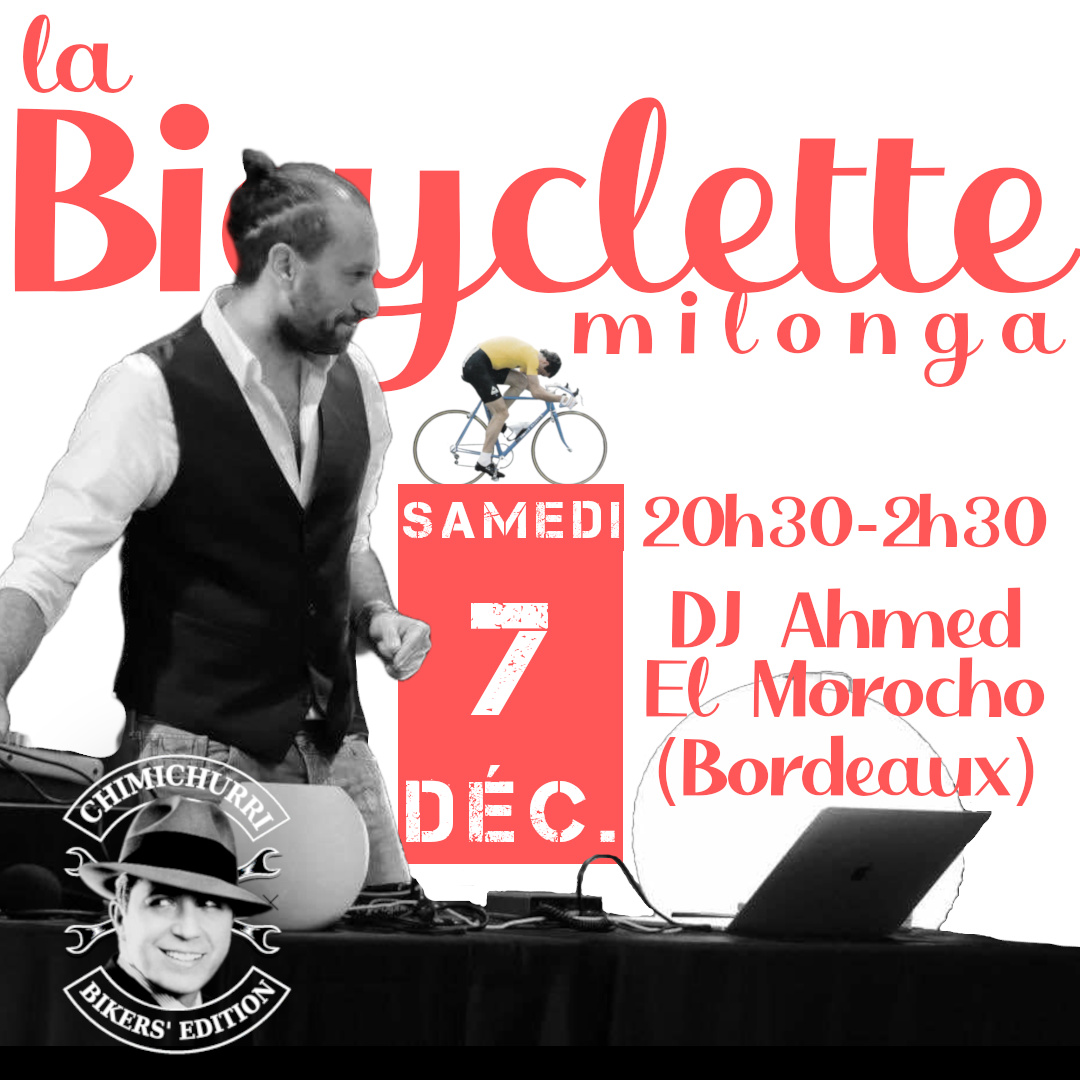 la
Bicyclette
milonga
SAMEDI
7
DÉC.
20h30-2h30
DJ Ahmed
El Morocho
(Bordeaux)
CHIMICHURRI
BIKERS' EDITION